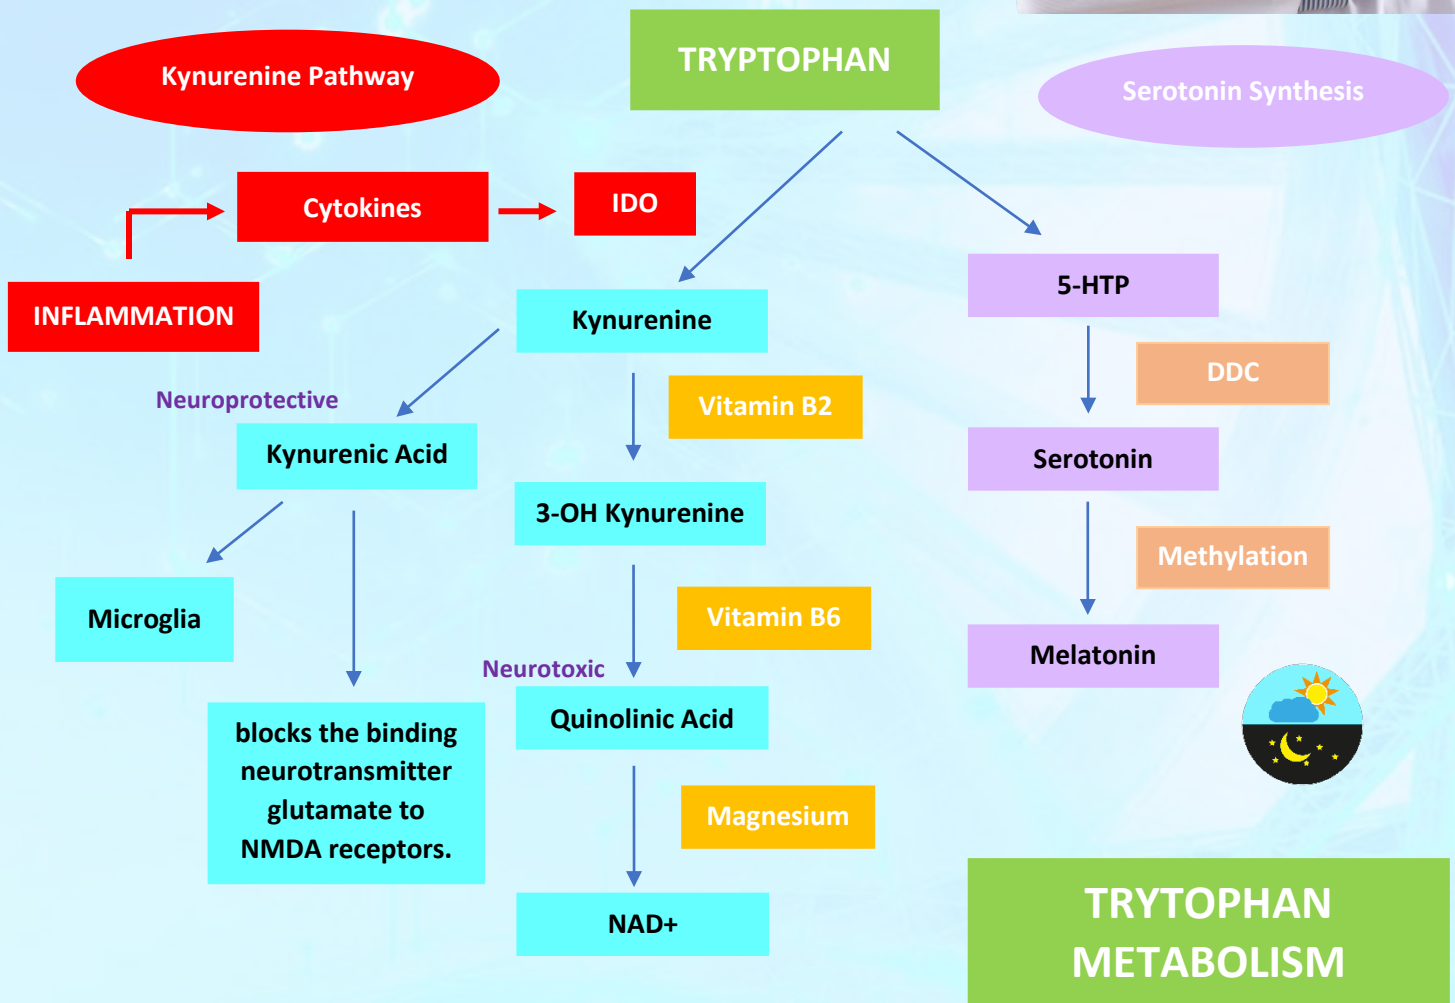 Kynurenine Pathway
TRYPTOPHAN
Serotonin Synthesis
Cytokines
IDO
INFLAMMATION
Kynurenine
5-HTP
DDC
Neuroprotective
Vitamin B2
Kynurenic Acid
Serotonin
3-OH Kynurenine
Methylation
Microglia
Vitamin B6
Neurotoxic
Melatonin
Quinolinic Acid
blocks the binding
neurotransmitter
glutamate to
NMDA receptors.
Magnesium
NAD+
TRYTOPHAN
METABOLISM